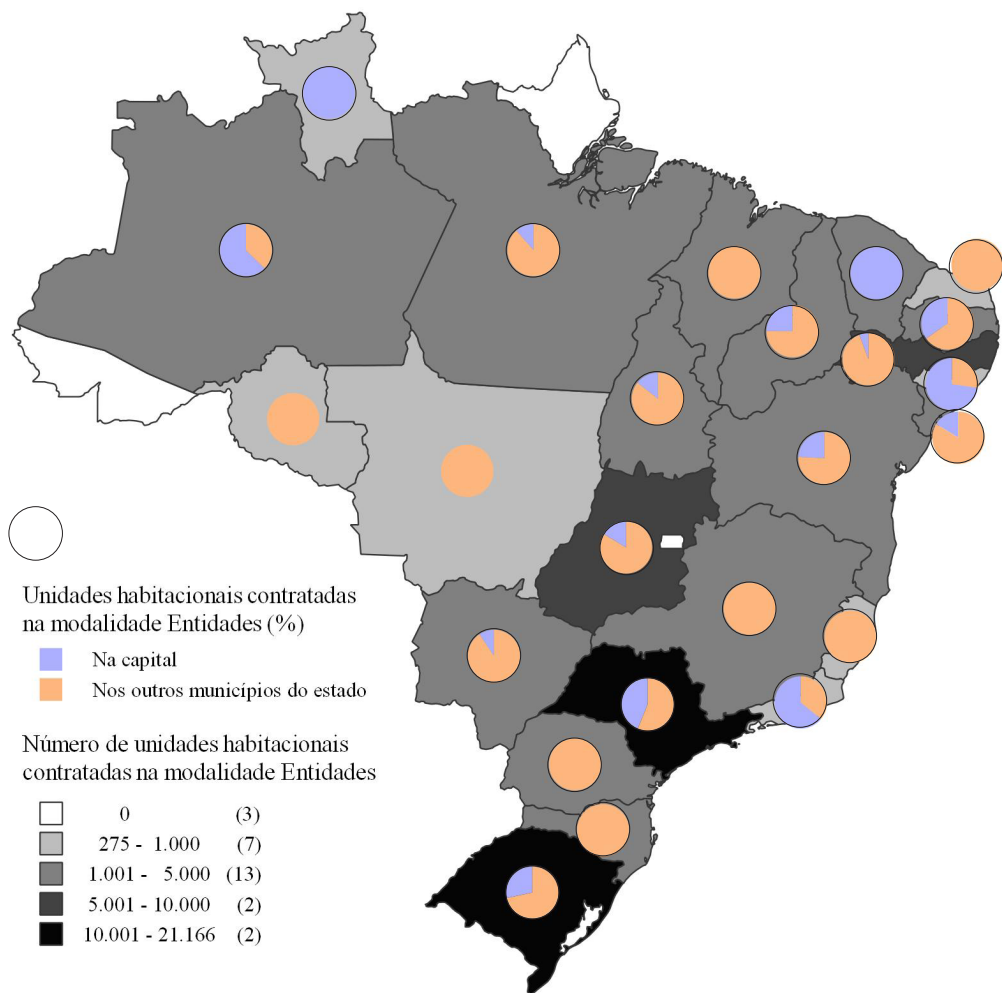 Unidades habitacionais contratadas
na modalidade Entidades (%)
Na capital
Nos outros municípios do estado
Número de unidades habitacionais
contratadas na modalidade Entidades
0 (3)
275 - 1.000 (7)
1.001 - 5.000 (13)
5.001 - 10.000 (2)
10.001 - 21.166 (2)